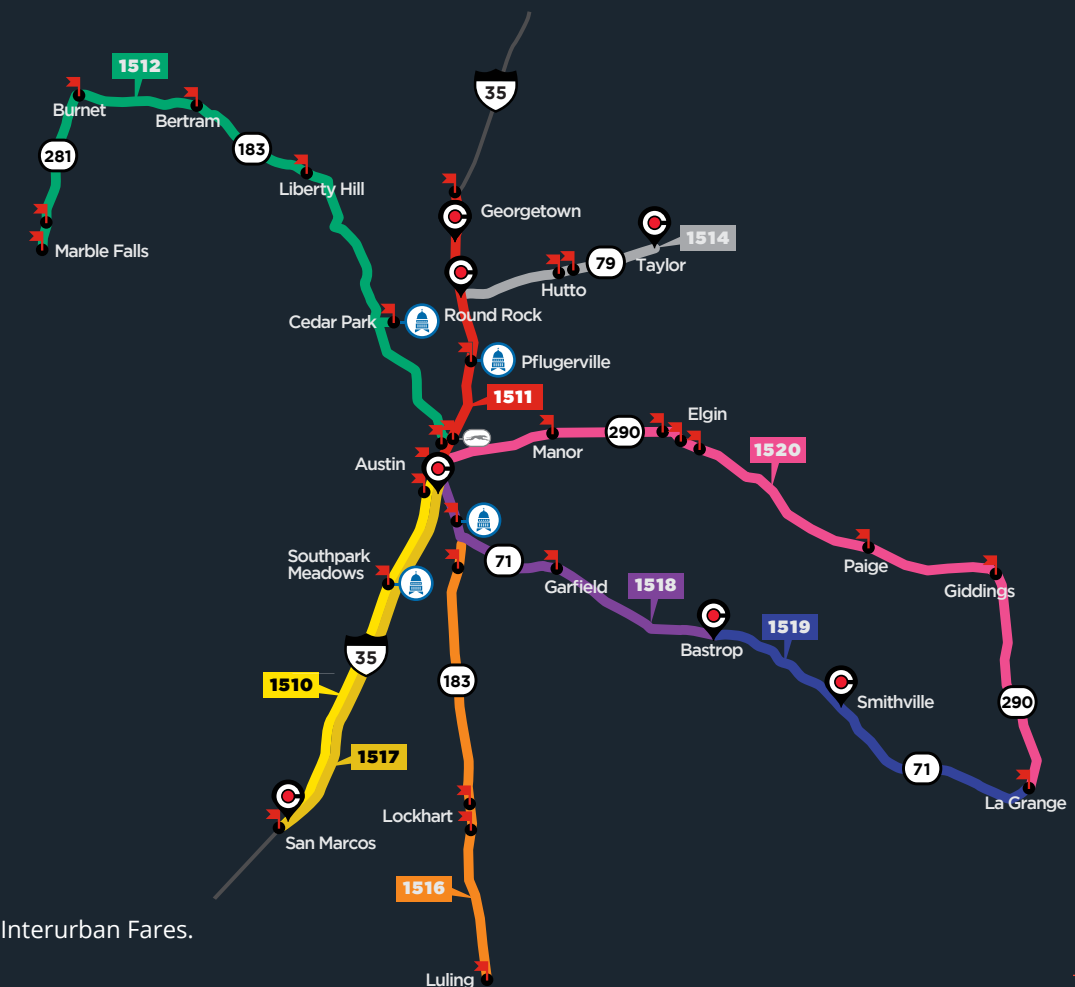 1512
35
Burnet
Bertram
183
281
Liberty Hill
Georgetown
Marble Falls
1514
79
Taylor
Hutto
Cedar Park
Round Rock
Pflugerville
1511
Elgin
290
Manor
1520
Austin
Southpark
Meadows
71
Garfield
Paige
Giddings
1518
1519
Bastrop
35
183
1510
Smithville
290
1517
71
La Grange
Lockhart
San Marcos
1516
Interurban Fares.
Luling